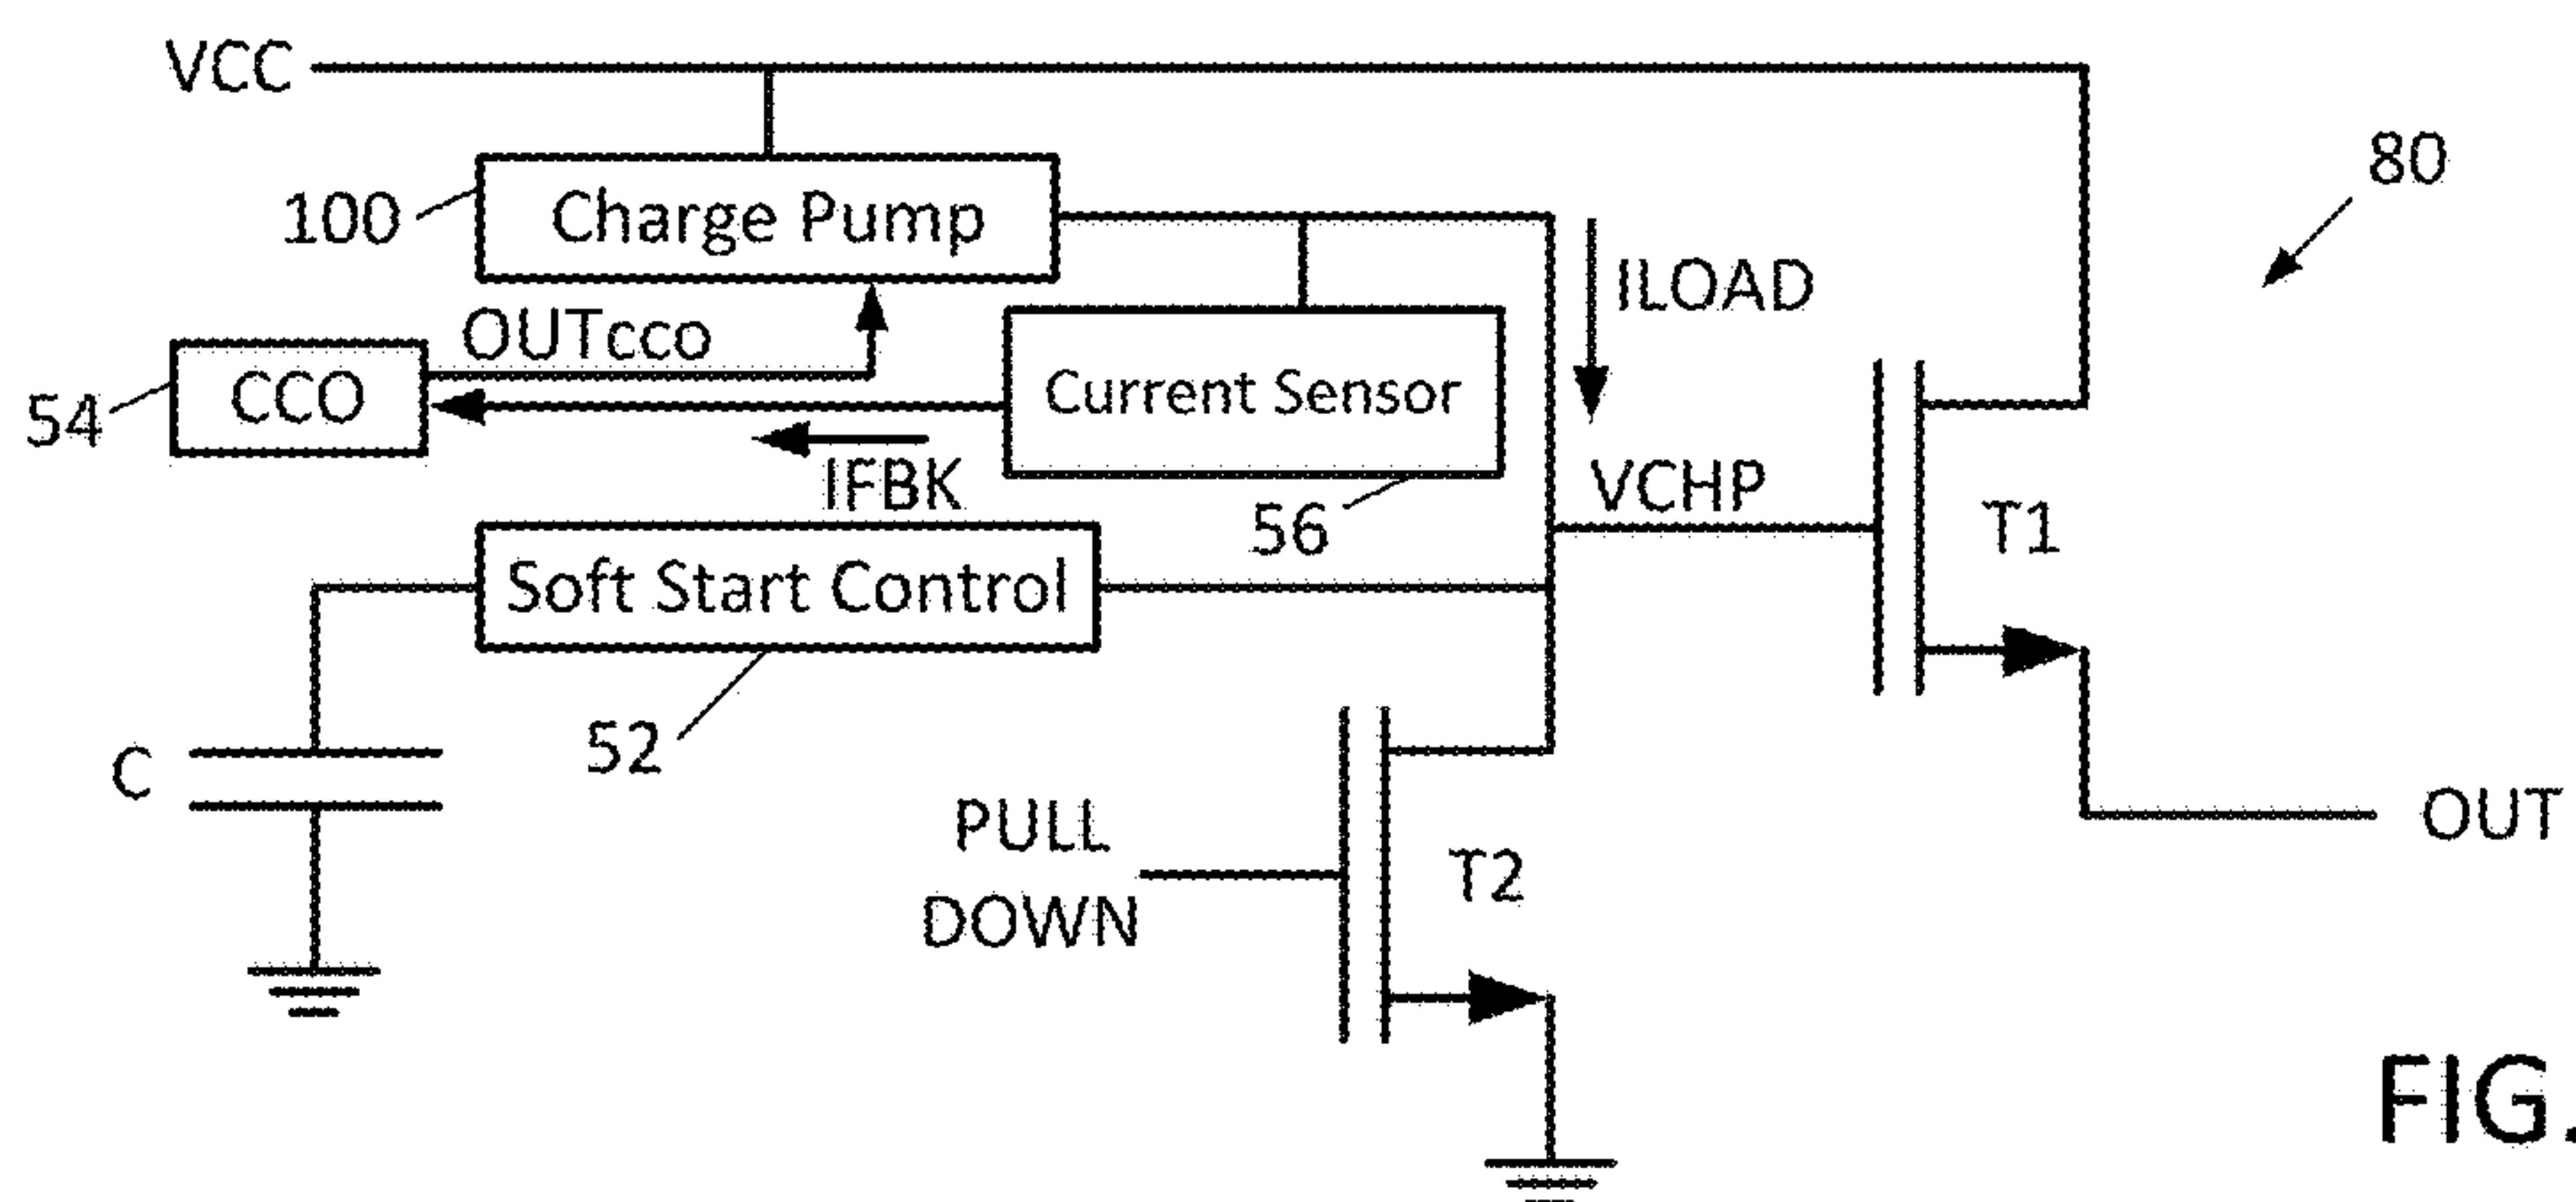 VCC
80
100
Charge Pump
ILOAD
OUTcco
CCO
54
Current Sensor
IFBK
VCHP
56
T1
Soft Start Control
52
C
PULL
DOWN
T2
OUT
FIG.